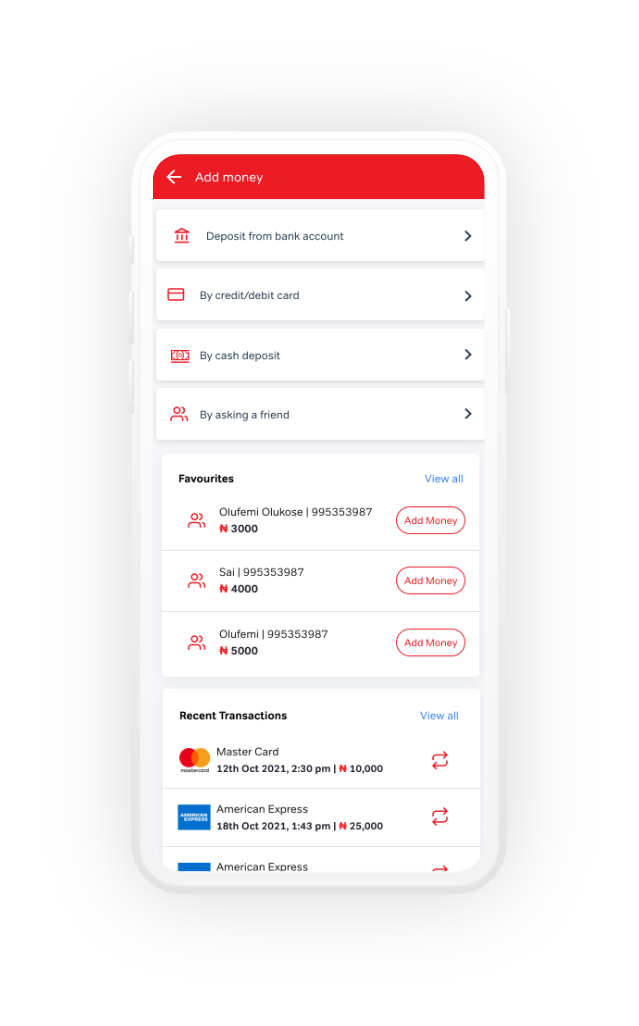 Add money
Deposit from bank account
By credit/debit card
By cash deposit
By asking a friend
Favourites View all
Olufemi Olukose | 995353987
₦ 3000 Add Money
Sai | 995353987
₦ 4000 Add Money
Olufemi | 995353987
₦ 5000 Add Money
Recent Transactions View all
Master Card
mastercard
12th Oct 2021, 2:30 pm | ₦ 10,000
American Express
AMERICAN
EXPRESS
18th Oct 2021, 1:43 pm | ₦ 25,000
American Express